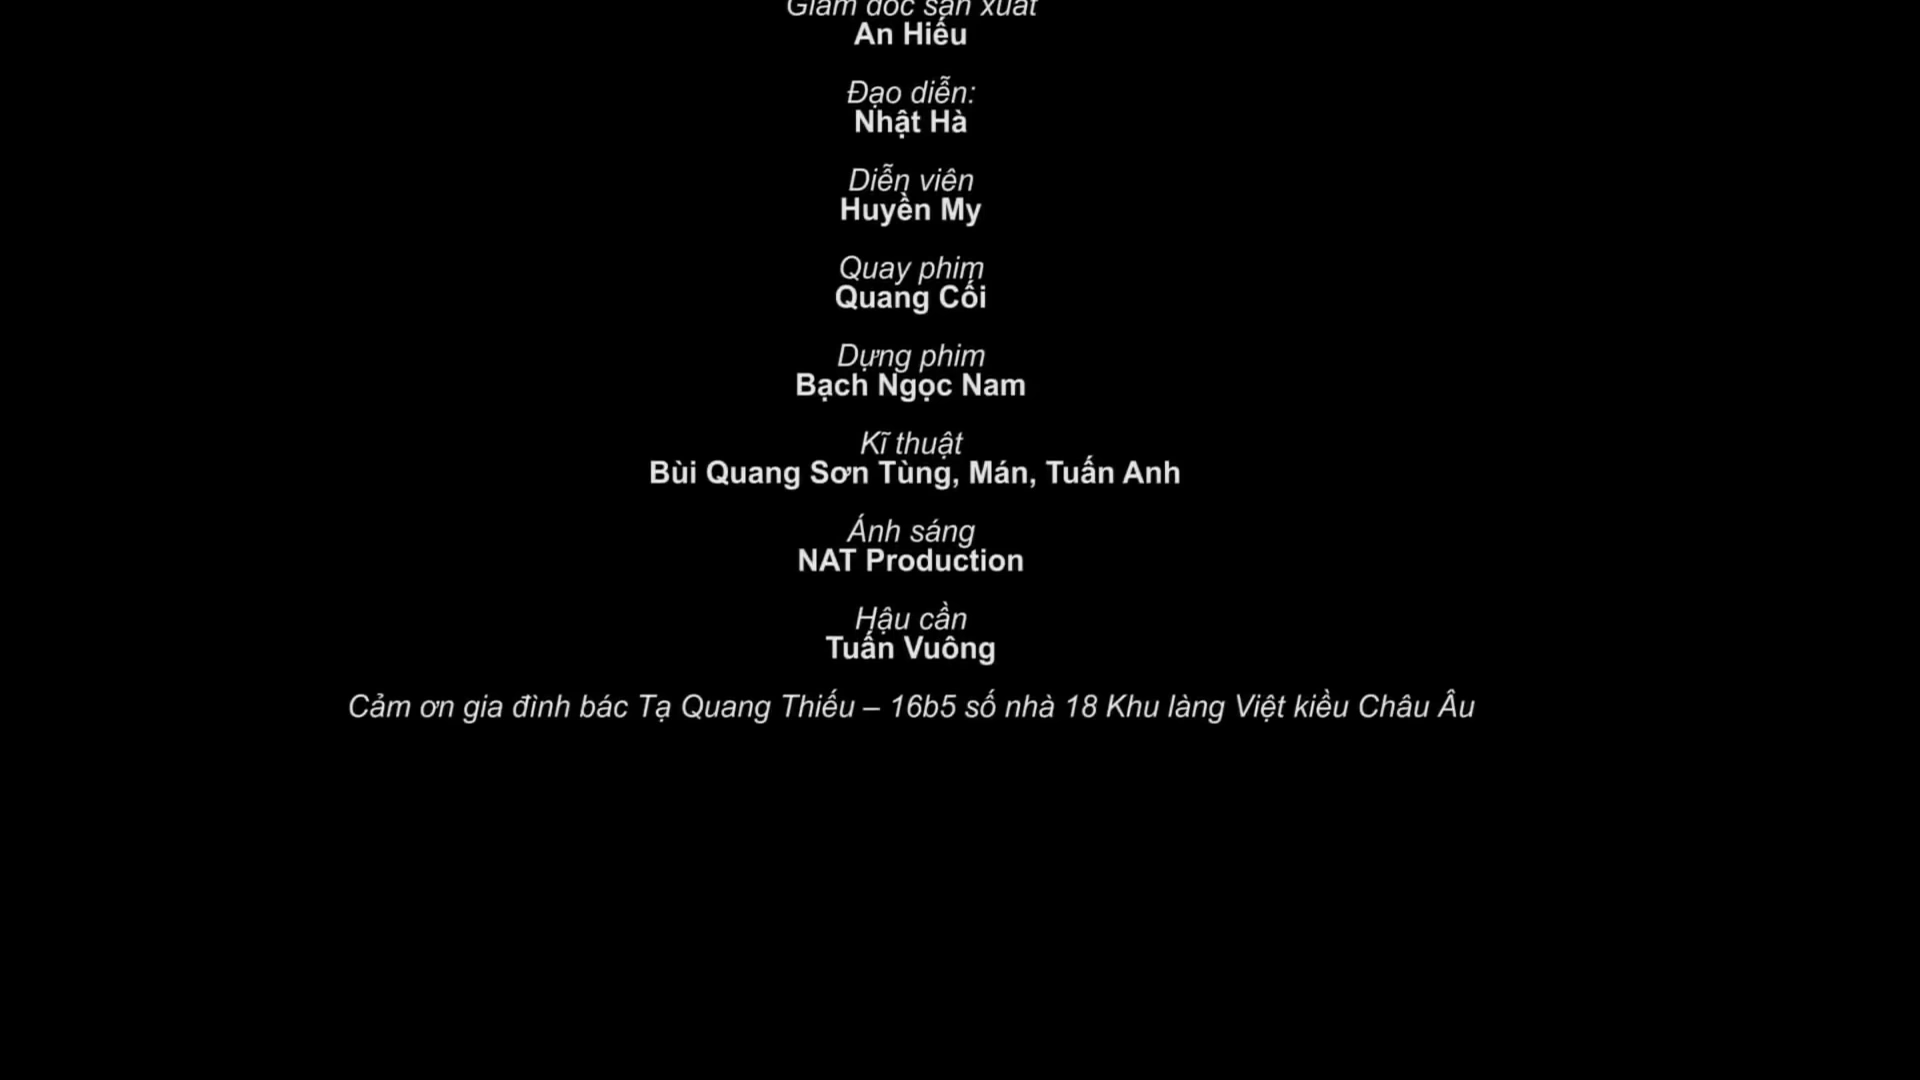 Giám đốc sản xuất
An Hiếu
Đạo diễn:
Nhật Hà
Diễn viên
Huyền My
Quay phim
Quang Cối
Dựng phim
Bạch Ngọc Nam
Kĩ thuật
Bùi Quang Sơn Tùng, Mán, Tuấn Anh
Ánh sáng
NAT Production
Hậu cần
Tuấn Vuông
Cảm ơn gia đình bác Tạ Quang Thiếu – 16b5 số nhà 18 Khu làng Việt kiều Châu Âu